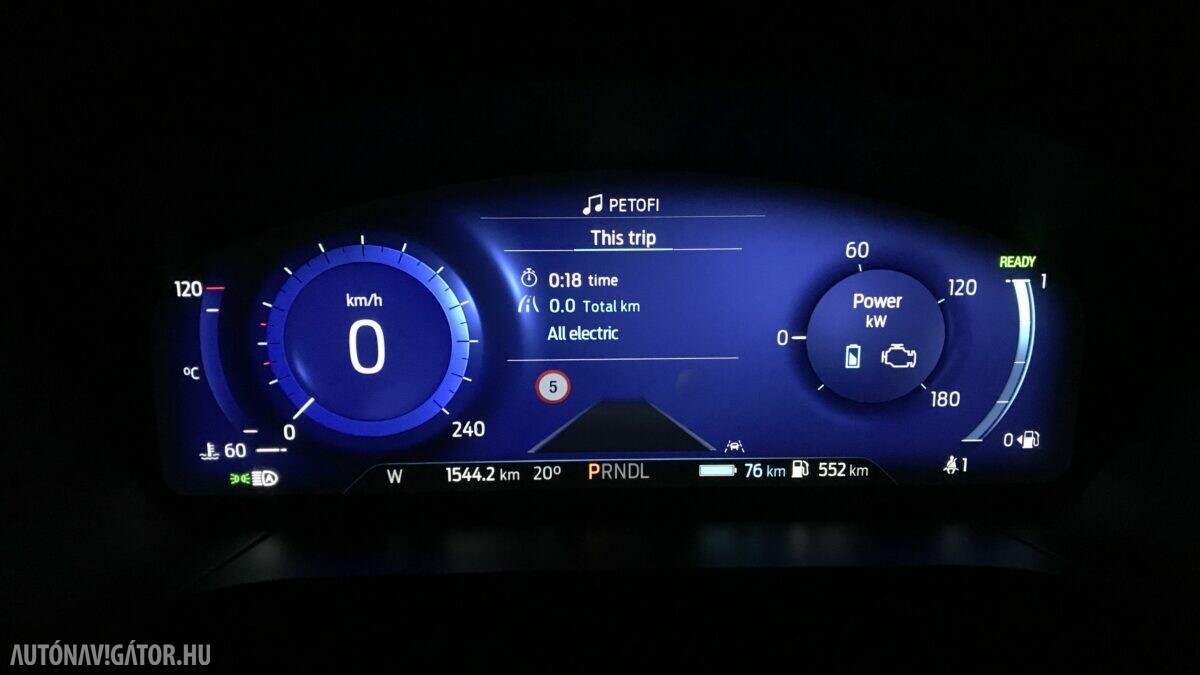 PETOFI
This trip
0:18 time
0.0 Total km
All electric
5
120
°C
60
km/h
0
0
240
60
0
120
180
Power
kW
READY
1
0
1
W 1544.2 km 20° PRNDL 76 km 552 km
A
AUTÓNAV!GÁTOR.HU